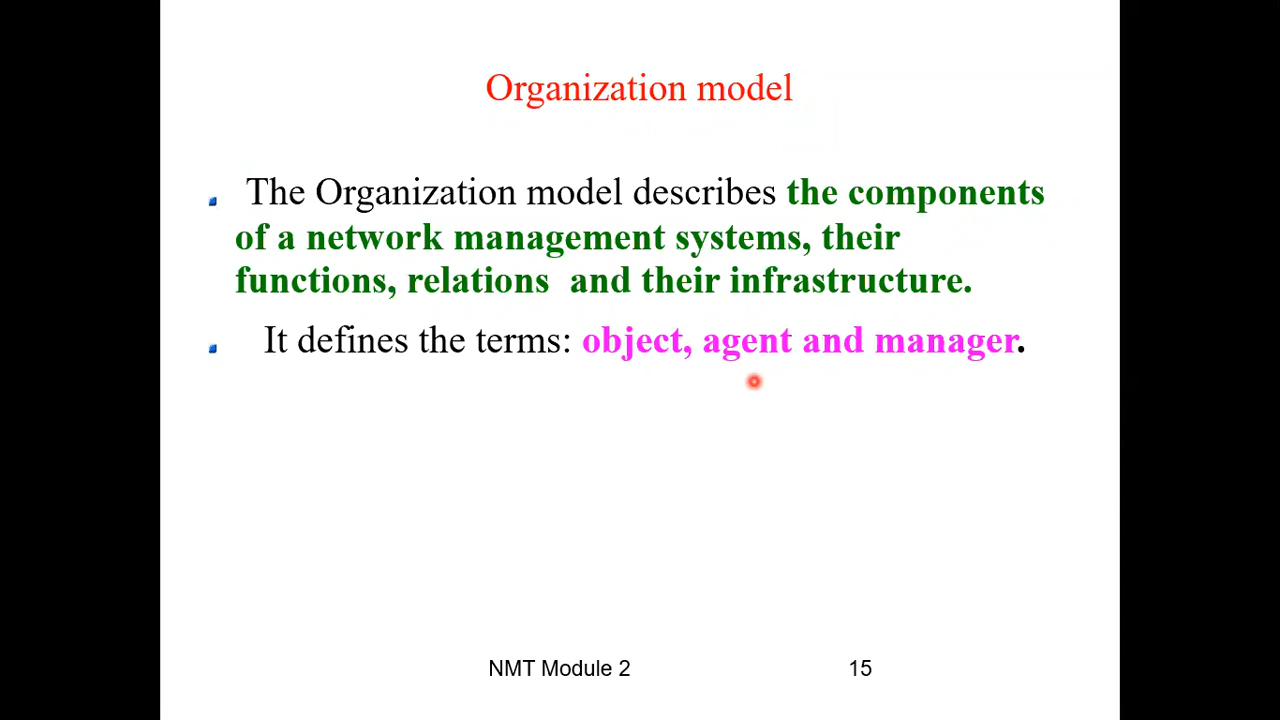 Organization model
The Organization model describes the components
of a network management systems, their
functions, relations and their infrastructure.
It defines the terms: object, agent and manager.
NMT Module 2 15